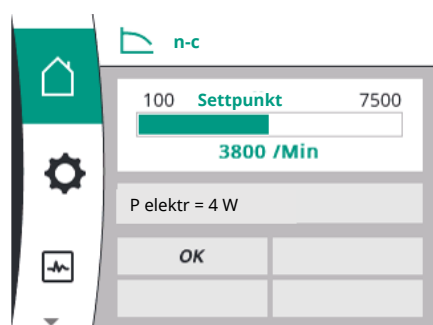 n-c
100 Settpunkt 7500
3800 /Min
P elektr = 4 W
OK